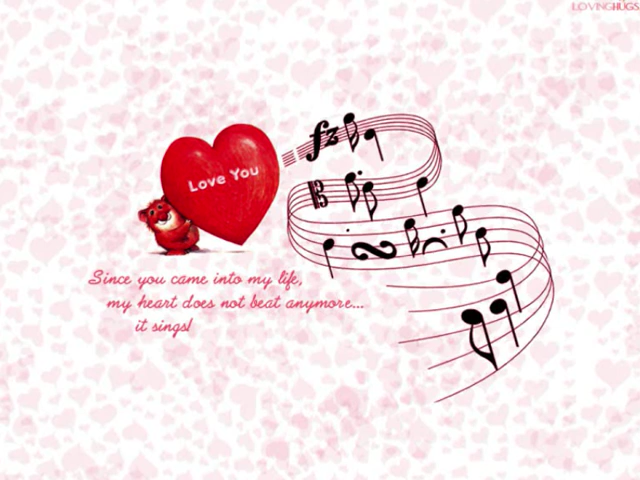 LOVINGHUGS
fz
Love You
Since you came into my life,
my heart does not beat anymore...
it sings!